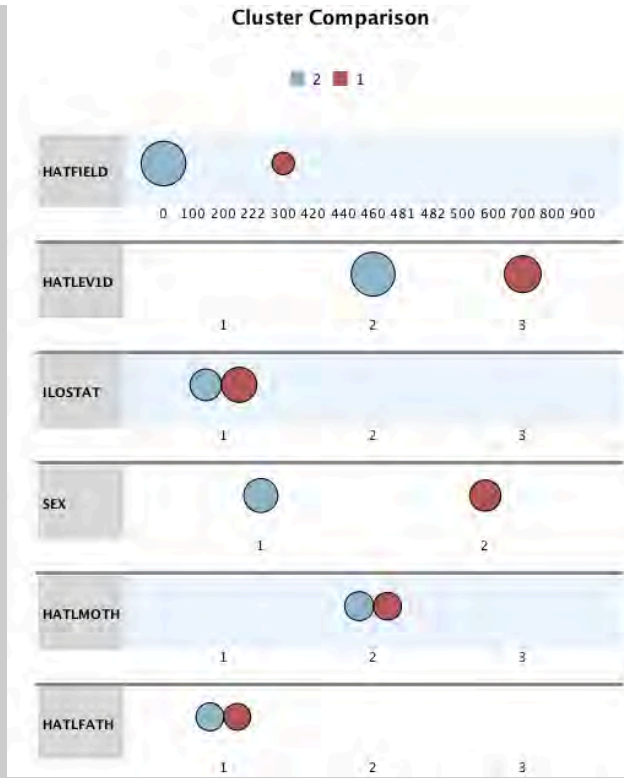 Cluster Comparison
2 1
HATFIELD
0 100 200 222 300 420 440 460 481 482 500 600 700 800 900
HATLEV1D
1 2 3
ILOSTAT
1 2 3
SEX
1 2
HATLMOTH
1 2 3
HATLFATH
1 2 3